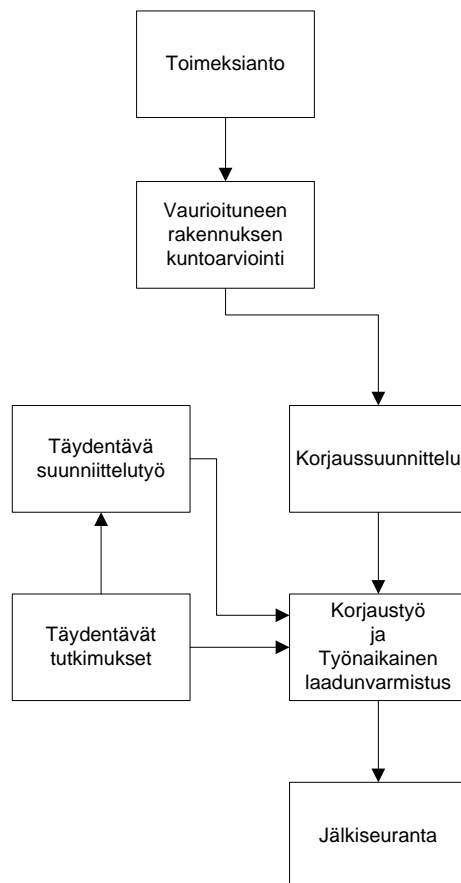 Toimeksianto
Vaurioituneen
rakennuksen
kuntoarviointi
Täydentävä
suunniittelutyö
Korjaussuunnittelu
Täydentävät
tutkimukset
Korjaustyö
ja
Työnaikainen
laadunvarmistus
Jälkiseuranta